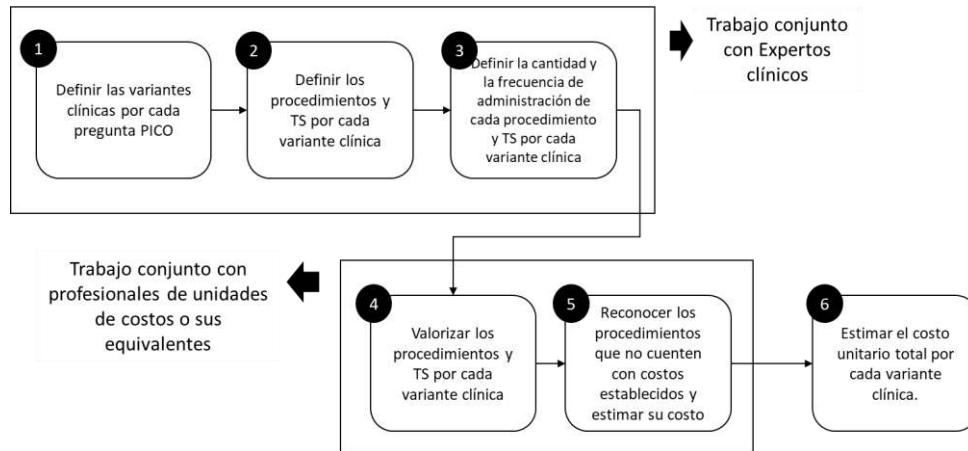 1
Definir las variantes
clínicas por cada
pregunta PICO
2
Definir los
procedimientos y
TS por cada
variante clínica
3
Definir la cantidad y
la frecuencia de
administración de
cada procedimiento
y TS por cada
variante clínica
Trabajo conjunto
con Expertos
clínicos
Trabajo conjunto con
profesionales de unidades
de costos o sus
equivalentes
4
Valorizar los
procedimientos y
TS por cada
variante clínica
5
Reconocer los
procedimientos
que no cuenten
con costos
establecidos y
estimar su costo
6
Estimar el costo
unitario total por
cada variante
clínica.